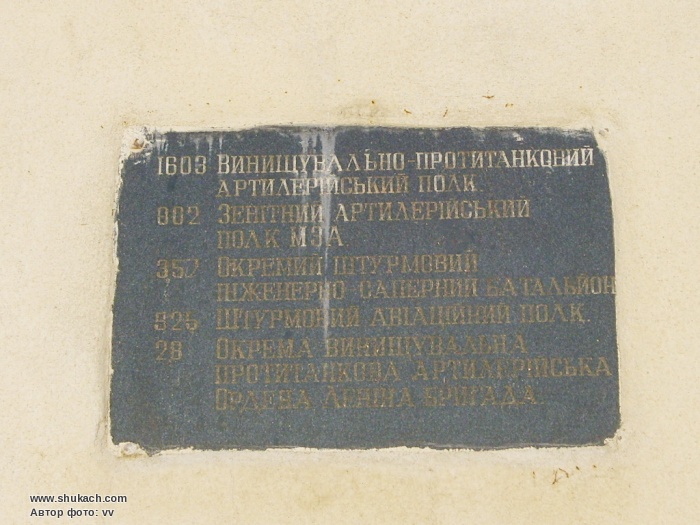 1603 ВИНИЩУВАЛЬНО-ПРОТИТАНКОВИЙ
АРТИЛЕРІЙСЬКИЙ ПОЛК.
ЗЕНІТНИЙ АРТИЛЕРІЙСЬКИЙ
ПОЛК МЗА
357 ОКРЕМИЙ ШТУРМОВИЙ
ІНЖЕНЕРНО-САПЕРНИЙ БАТАЛЬЙОН
ШТУРМОВИЙ АВІАЦІЙНИЙ ПОЛК.
ОКРЕМА ВИНИЩУВАЛЬНА
ПРОТИТАНКОВА АРТИЛЕРІЙСЬКА
ОРДЕНА ЛЕНІНА БРИГАДА
www.shukach.com
Автор фото: vv